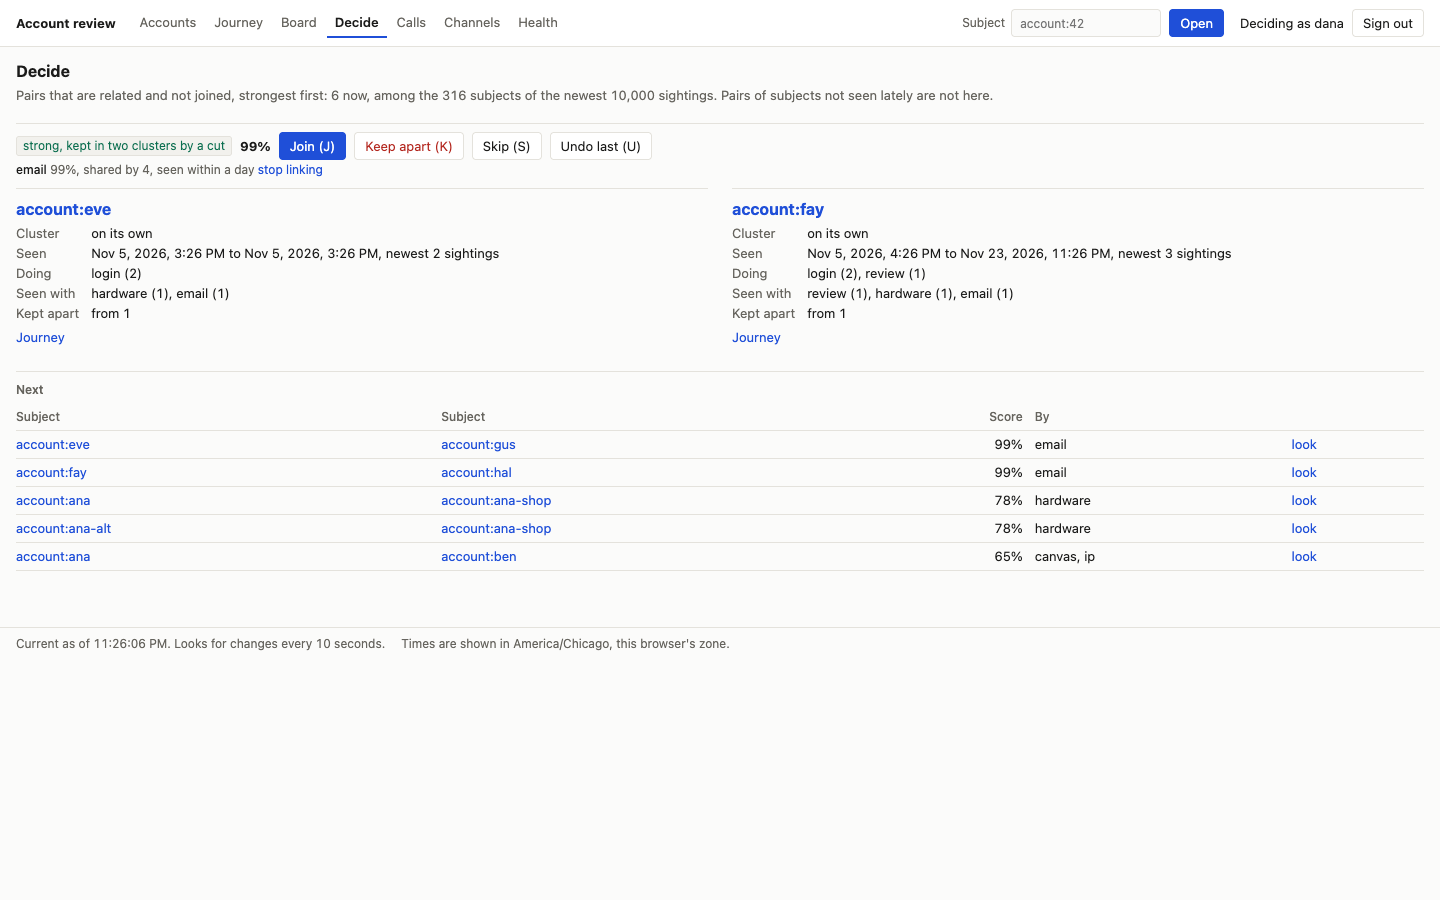 Account review Accounts Journey Board Decide Calls Channels Health Subject account:42 Open Deciding as dana Sign out
Decide
Pairs that are related and not joined, strongest first: 6 now, among the 316 subjects of the newest 10,000 sightings. Pairs of subjects not seen lately are not here.
strong, kept in two clusters by a cut 99% Join (J) Keep apart (K) Skip (S) Undo last (U)
email 99%, shared by 4, seen within a day stop linking
account:eve
Cluster on its own
Seen Nov 5, 2026, 3:26 PM to Nov 5, 2026, 3:26 PM, newest 2 sightings
Doing login (2)
Seen with hardware (1), email (1)
Kept apart from 1
Journey
account:fay
Cluster on its own
Seen Nov 5, 2026, 4:26 PM to Nov 23, 2026, 11:26 PM, newest 3 sightings
Doing login (2), review (1)
Seen with review (1), hardware (1), email (1)
Kept apart from 1
Journey
Next
Subject Subject Score By
account:eve account:gus 99% email look
account:fay account:hal 99% email look
account:ana account:ana-shop 78% hardware look
account:ana-alt account:ana-shop 78% hardware look
account:ana account:ben 65% canvas, ip look
Current as of 11:26:06 PM. Looks for changes every 10 seconds. Times are shown in America/Chicago, this browser's zone.